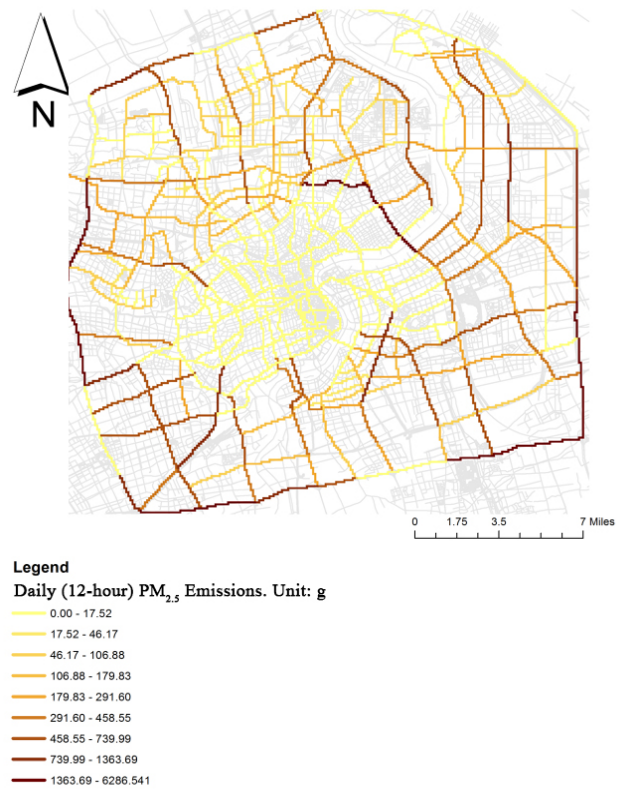 N
0 1.75 3.5 7 Miles
Legend
Daily (12-hour) PM2.5 Emissions. Unit: g
0.00 - 17.52
17.52 - 46.17
46.17 - 106.88
106.88 - 179.83
179.83 - 291.60
291.60 - 458.55
458.55 - 739.99
739.99 - 1363.69
1363.69 - 6286.541